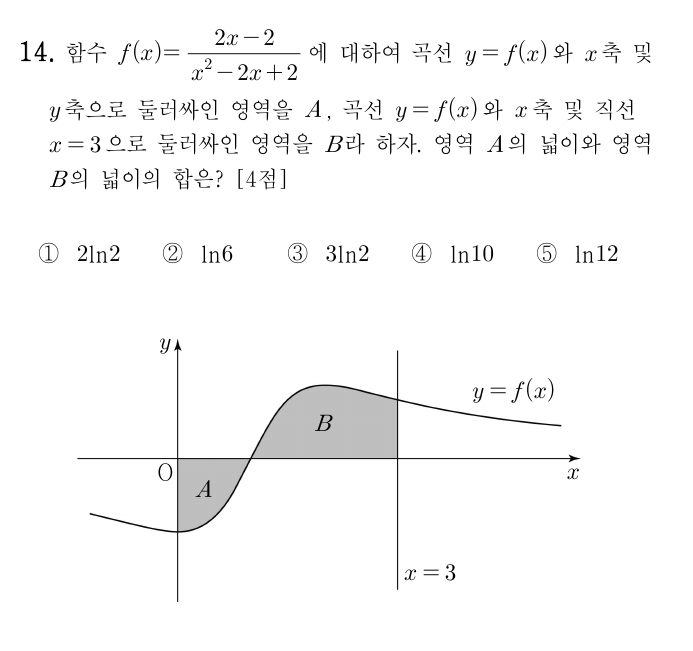 14. 함수 f(x)=\frac{2x-2}{x^2-2x+2} 에 대하여 곡선 y=f(x)와 x축 및
y축으로 둘러싸인 영역을 A, 곡선 y=f(x)와 x축 및 직선
x=3으로 둘러싸인 영역을 B라 하자. 영역 A의 넓이와 영역
B의 넓이의 합은? [4점]
① 2ln2 ② ln6 ③ 3ln2 ④ ln10 ⑤ ln12
y
y=f(x)
B
O
x
A
x=3